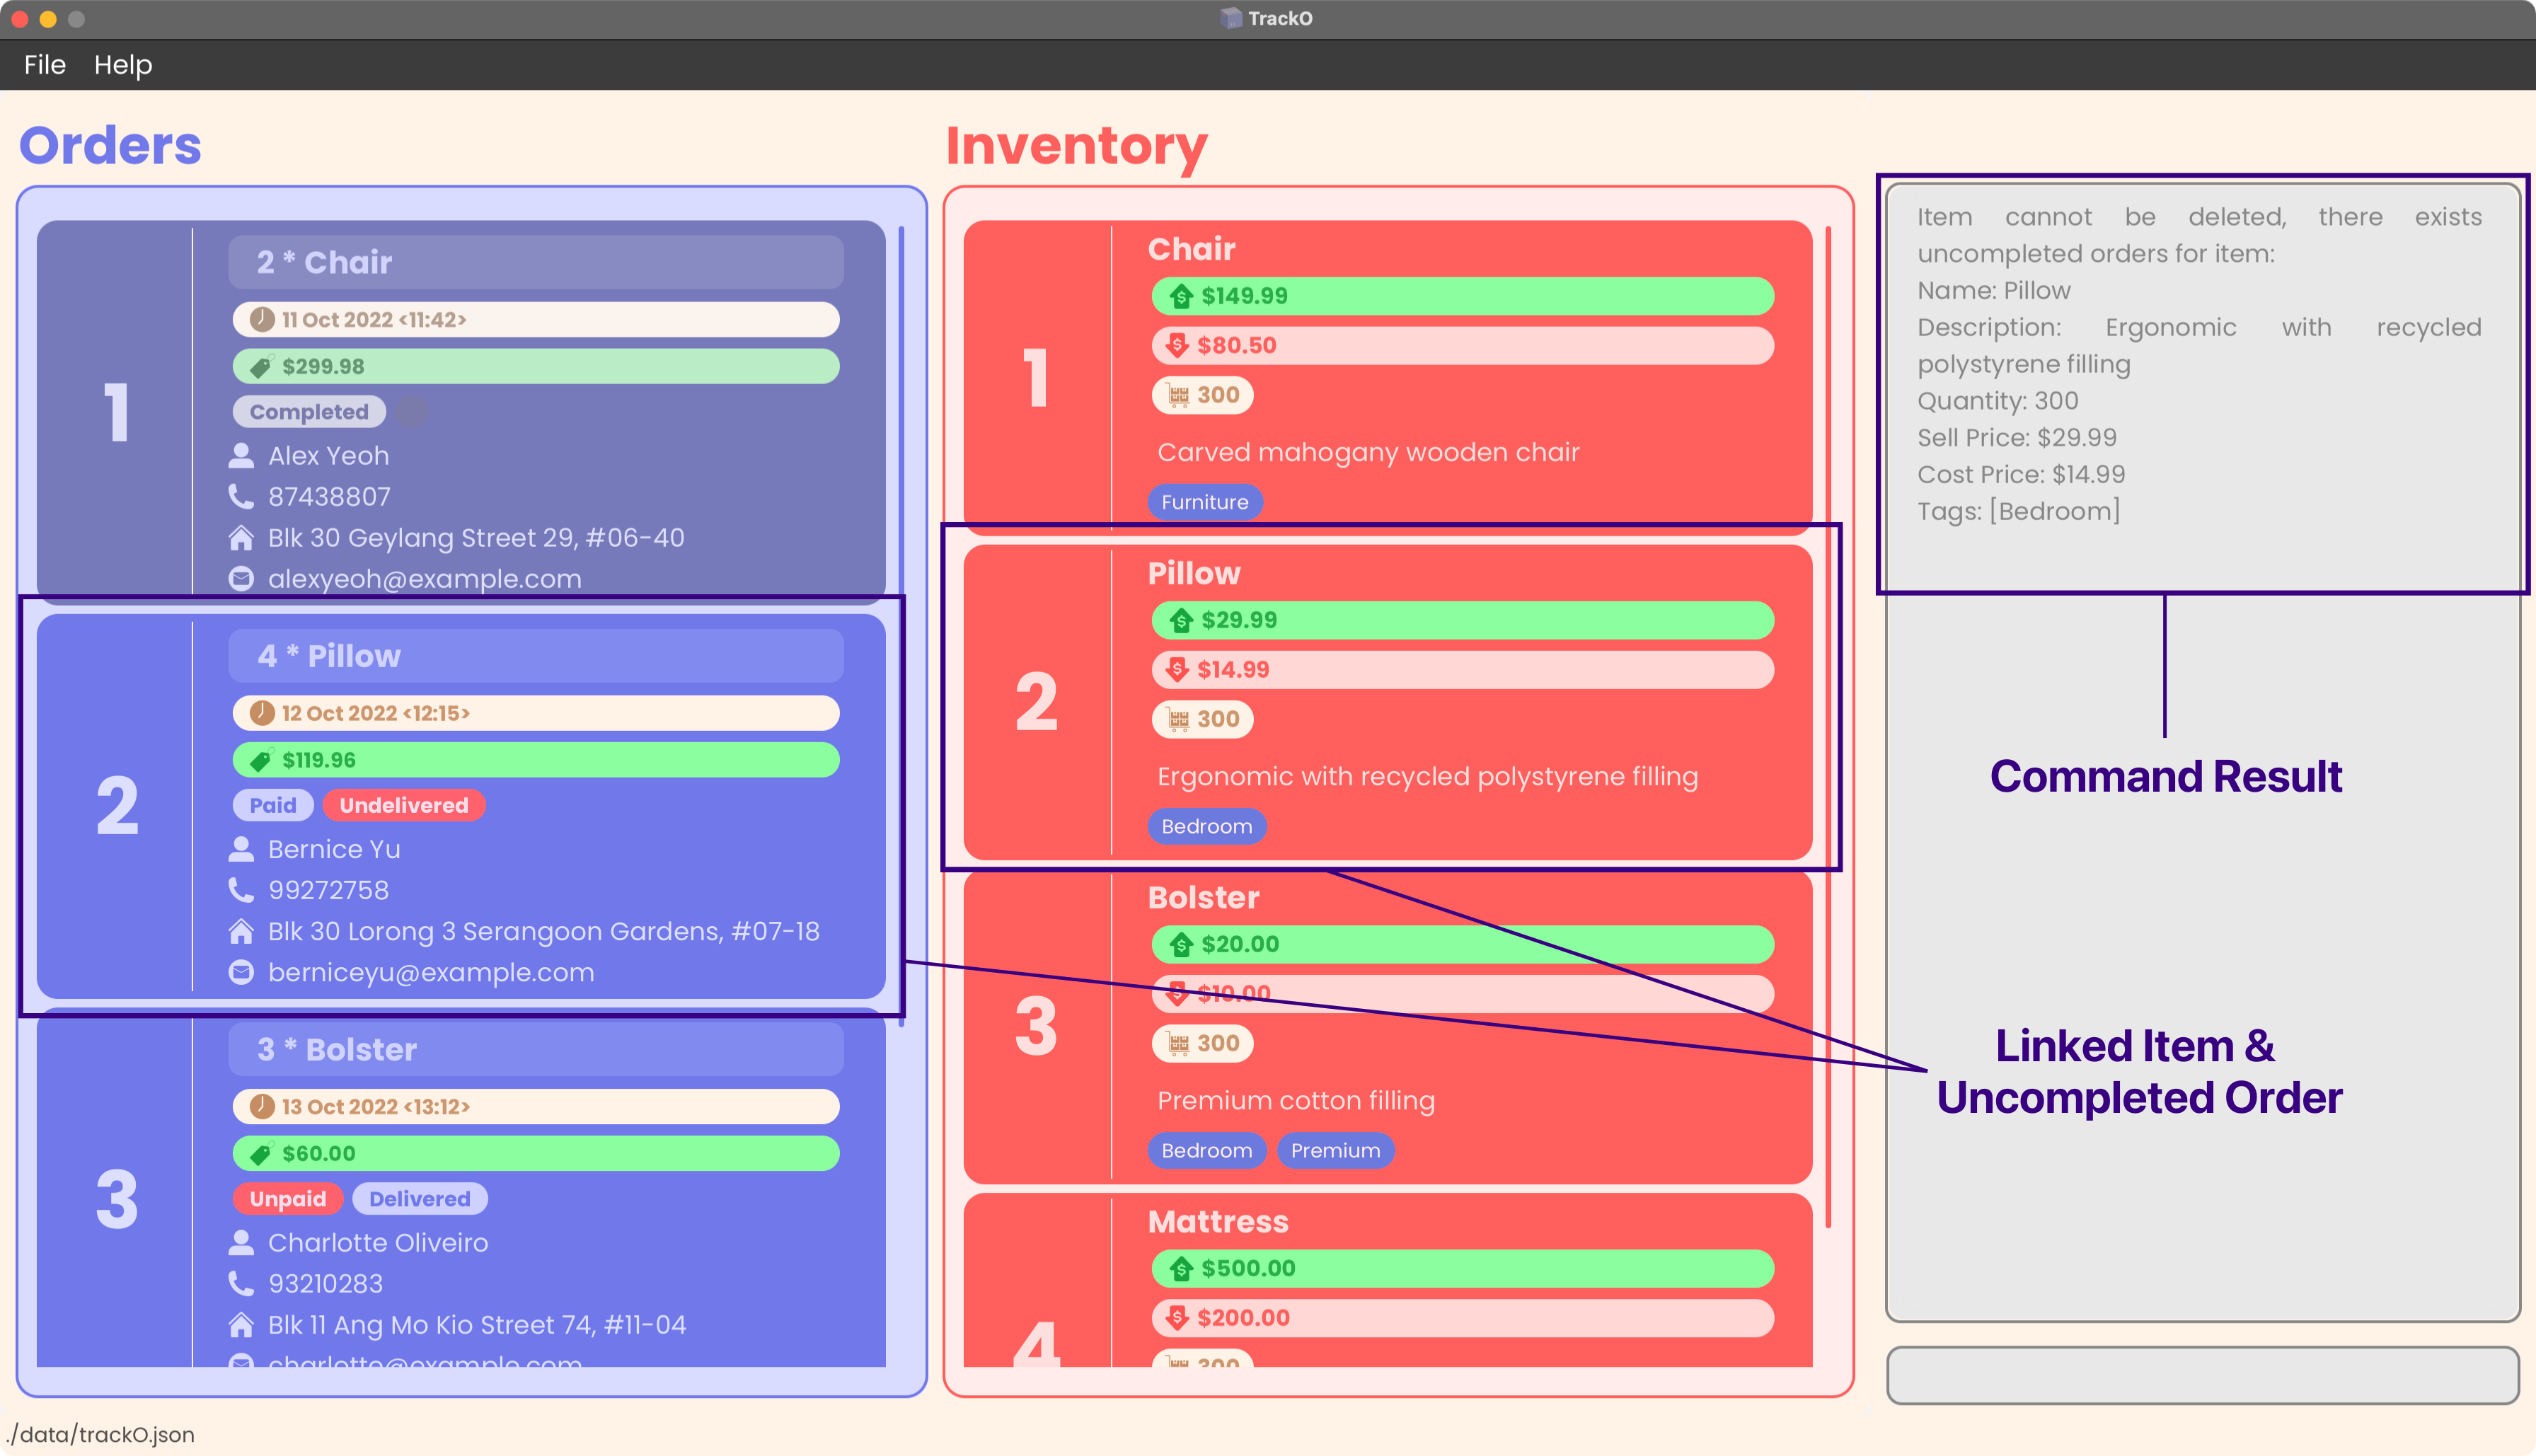 TrackO
File Help
Orders
1
2 * Chair
11 Oct 2022 <11:42>
$299.98
Completed
Alex Yeoh
87438807
Blk 30 Geylang Street 29, #06-40
alexyeoh@example.com
2
4 * Pillow
12 Oct 2022 <12:15>
$119.96
Paid Undelivered
Bernice Yu
99272758
Blk 30 Lorong 3 Serangoon Gardens, #07-18
berniceyu@example.com
3
3 * Bolster
13 Oct 2022 <13:12>
$60.00
Unpaid Delivered
Charlotte Oliveiro
93210283
Blk 11 Ang Mo Kio Street 74, #11-04
charlotte@example.com
Inventory
1
Chair
$149.99
$80.50
300
Carved mahogany wooden chair
Furniture
2
Pillow
$29.99
$14.99
300
Ergonomic with recycled polystyrene filling
Bedroom
3
Bolster
$20.00
$10.00
300
Premium cotton filling
Bedroom Premium
4
Mattress
$500.00
$200.00
300
Item cannot be deleted, there exists
uncompleted orders for item:
Name: Pillow
Description: Ergonomic with recycled
polystyrene filling
Quantity: 300
Sell Price: $29.99
Cost Price: $14.99
Tags: [Bedroom]
Command Result
Linked Item &
Uncompleted Order
./data/trackO.json